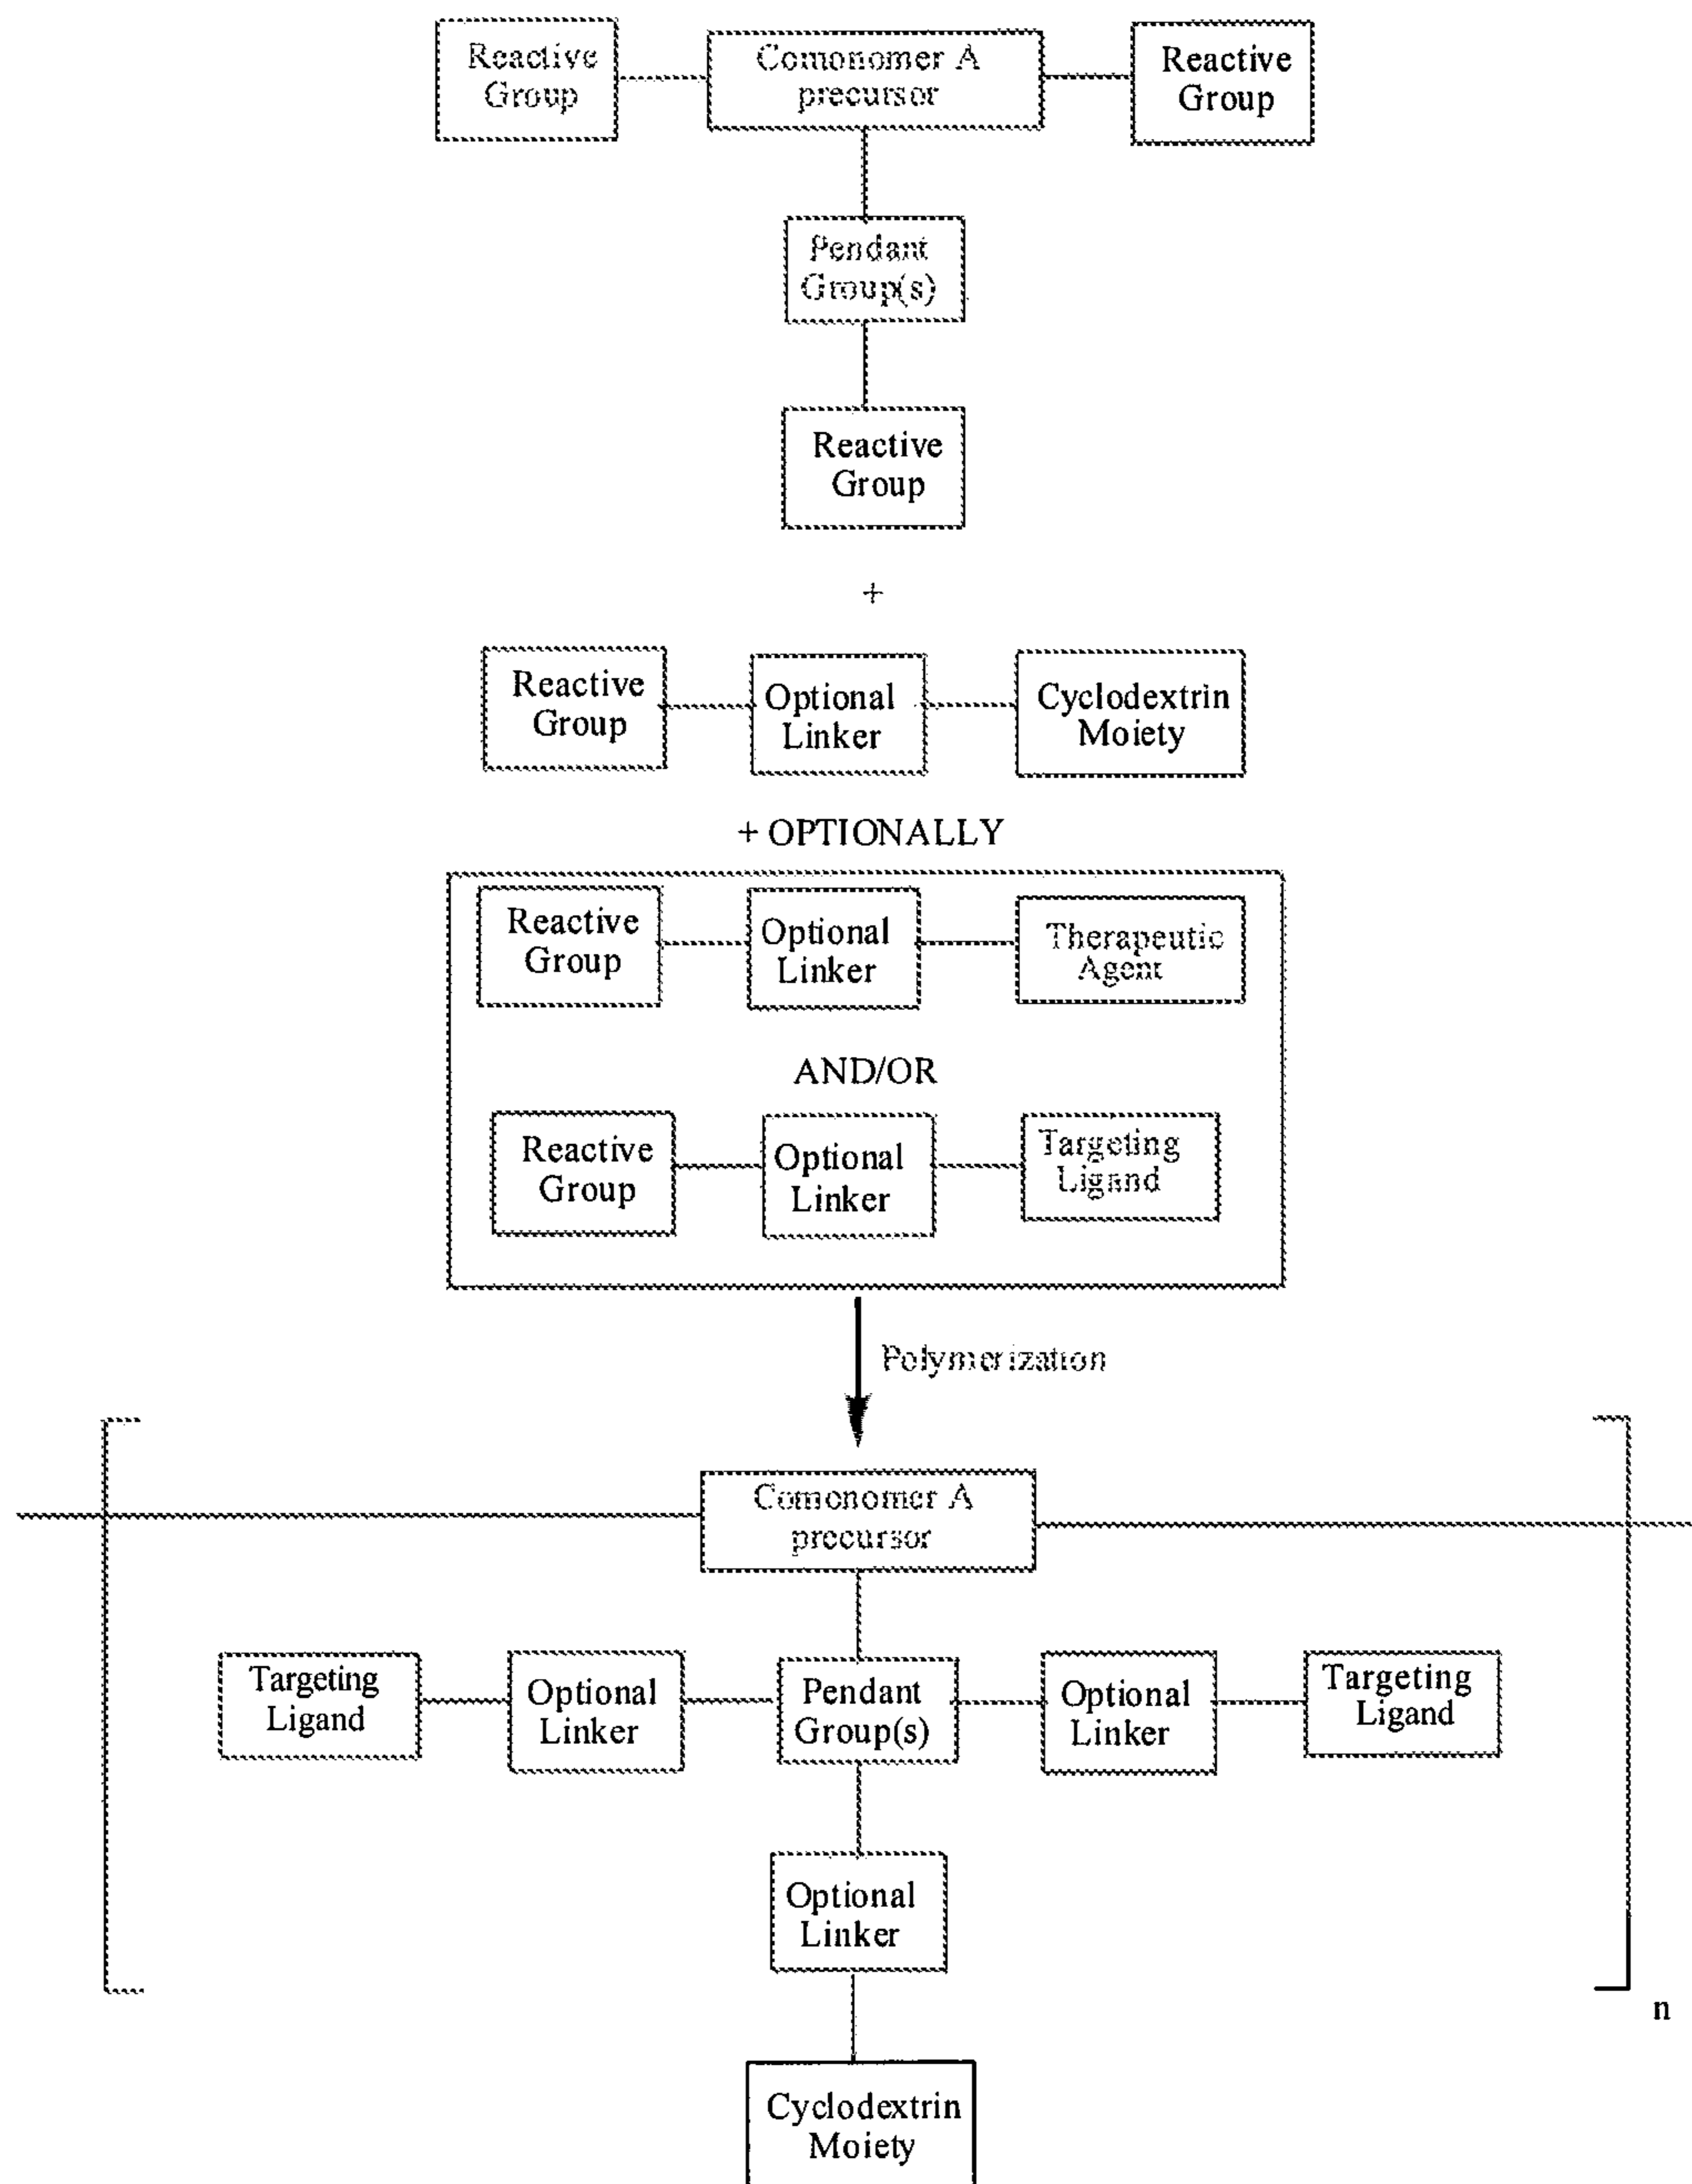 Reactive
Group
Comonomer A
precursor
Reactive
Group
Pendant
Group(s)
Reactive
Group
+
Reactive
Group
Optional
Linker
Cyclodextrin
Moiety
+ OPTIONALLY
Reactive
Group
Optional
Linker
Therapeutic
Agent
AND/OR
Reactive
Group
Optional
Linker
Targeting
Ligand
Polymerization
Comonomer A
precursor
Targeting
Ligand
Optional
Linker
Pendant
Group(s)
Optional
Linker
Targeting
Ligand
Optional
Linker
n
Cyclodextrin
Moiety